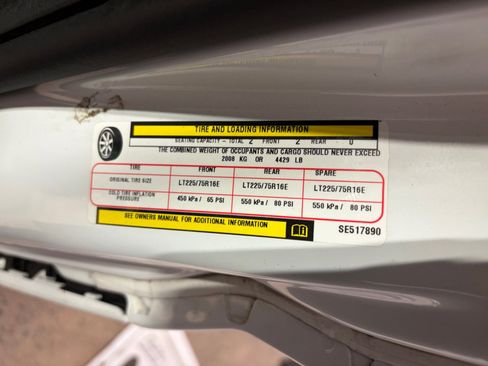 TIRE AND LOADING INFORMATION
SEATING CAPACITY - TOTAL 2 FRONT 2 REAR - 0
THE COMBINED WEIGHT OF OCCUPANTS AND CARGO SHOULD NEVER EXCEED
2008 KG OR 4429 LB
TIRE FRONT REAR SPARE
ORIGINAL TIRE SIZE LT225/75R16E LT225/75R16E LT225/75R16E
COLD TIRE INFLATION PRESSURE 450 kPa / 65 PSI 550 kPa / 80 PSI 550 kPa / 80 PSI
SEE OWNERS MANUAL FOR ADDITIONAL INFORMATION
SE517890